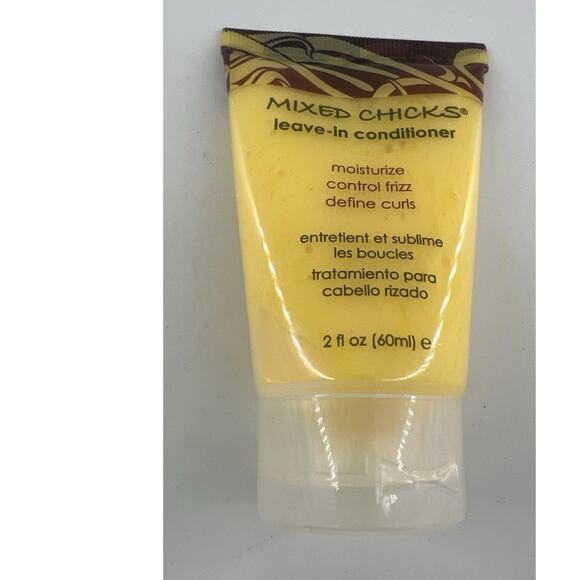 MIXED CHICKS®
leave-in conditioner
moisturize
control frizz
define curls
entretient et sublime
les boucles
tratamiento para
cabello rizado
2 fl oz (60ml) e